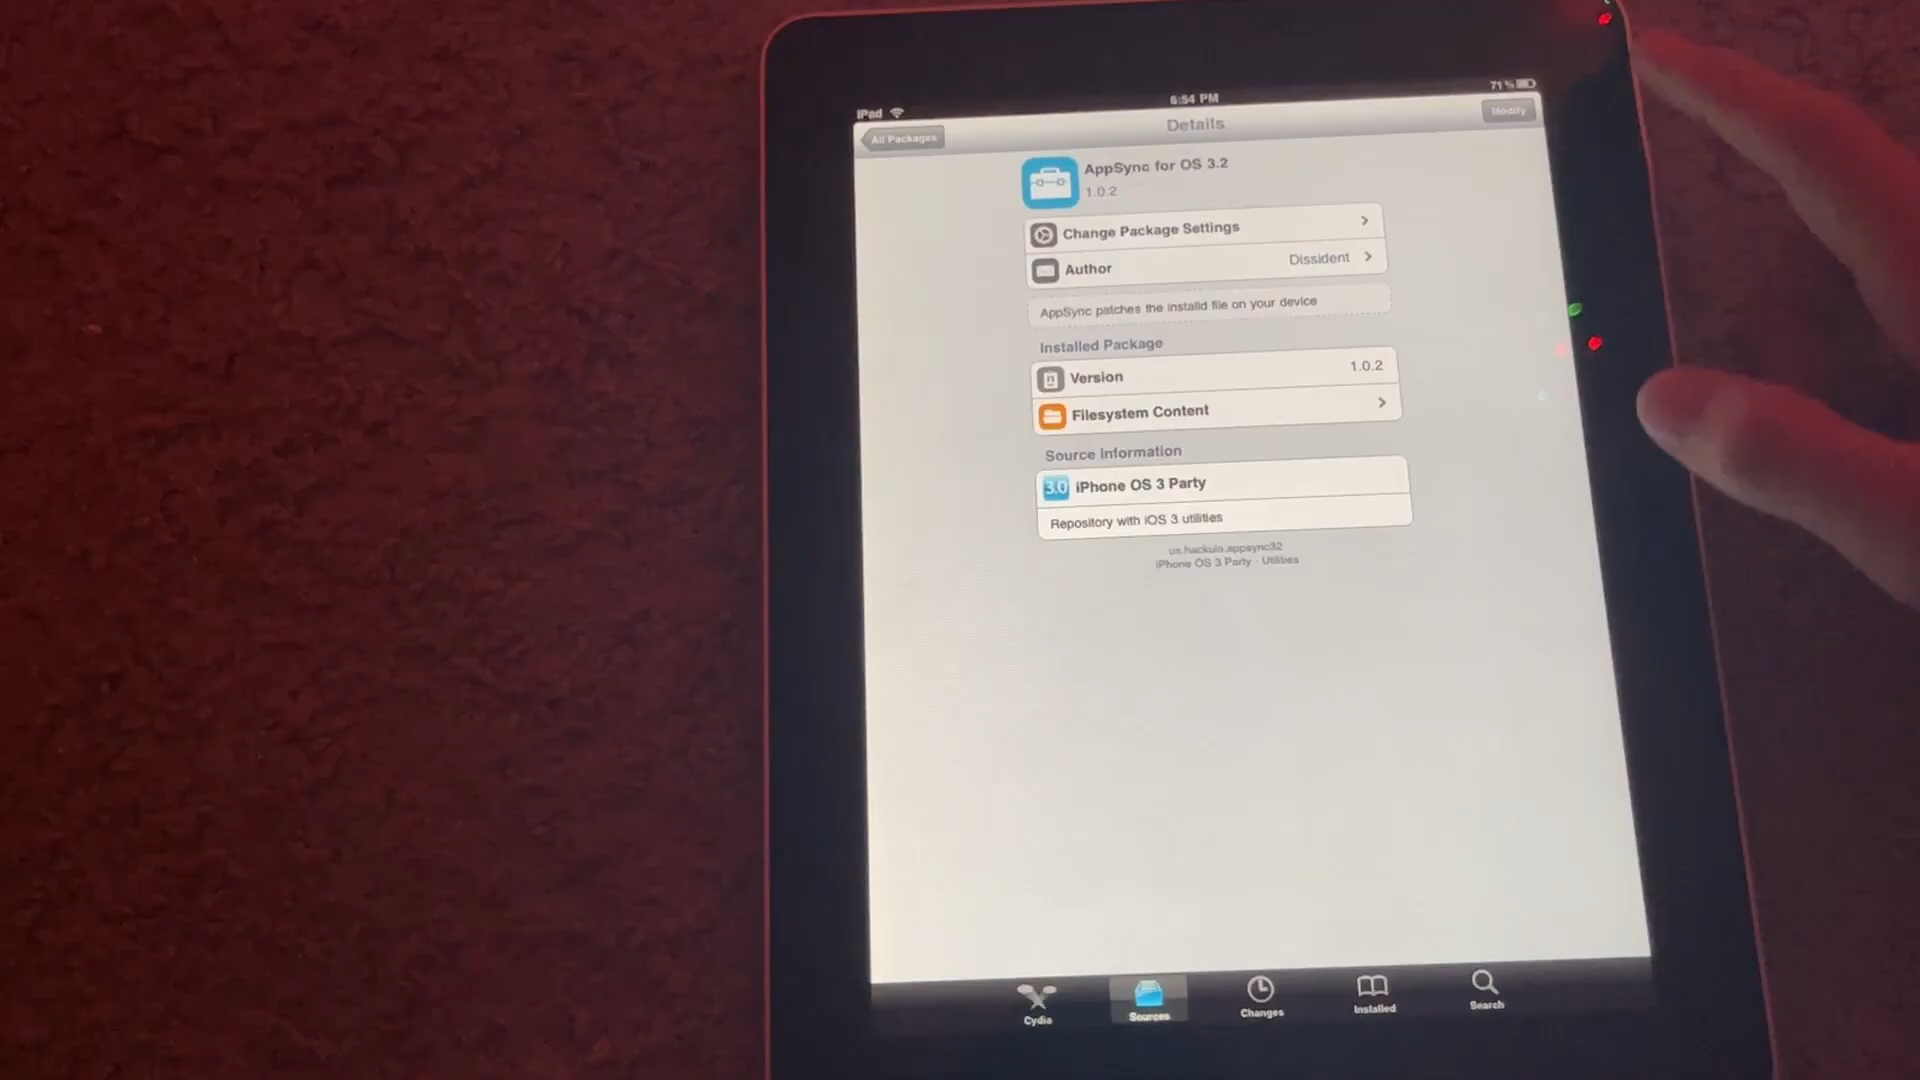 iPad
6:54 PM
71%
All Packages
Details
Modify
AppSync for OS 3.2
1.0.2
Change Package Settings
Author
Dissident
AppSync patches the installd file on your device
Installed Package
Version
1.0.2
Filesystem Content
Source Information
3.0
iPhone OS 3 Party
Repository with iOS 3 utilities
us.hackulo.appsync32
iPhone OS 3 Party · Utilities
Cydia
Sources
Changes
Installed
Search